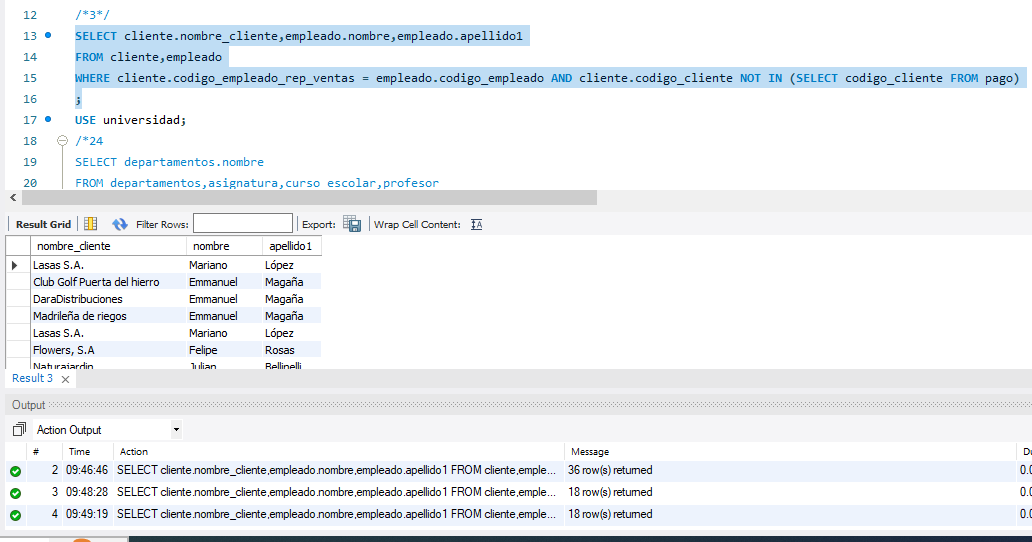 12 /*3*/
13 SELECT cliente.nombre_cliente,empleado.nombre,empleado.apellido1
14 FROM cliente,empleado
15 WHERE cliente.codigo_empleado_rep_ventas = empleado.codigo_empleado AND cliente.codigo_cliente NOT IN (SELECT codigo_cliente FROM pago)
16 ;
17 USE universidad;
18 /*24
19 SELECT departamentos.nombre
20 FROM departamentos,asignatura,curso_escolar,profesor
Result Grid Filter Rows: Export: Wrap Cell Content:
nombre_cliente nombre apellido1
Lasas S.A. Mariano López
Club Golf Puerta del hierro Emmanuel Magaña
DaraDistribuciones Emmanuel Magaña
Madrileña de riegos Emmanuel Magaña
Lasas S.A. Mariano López
Flowers, S.A Felipe Rosas
Naturajardin Julian Bellinelli
Result 3
Output
Action Output
# Time Action Message
2 09:46:46 SELECT cliente.nombre_cliente,empleado.nombre,empleado.apellido1 FROM cliente,emple... 36 row(s) returned
3 09:48:28 SELECT cliente.nombre_cliente,empleado.nombre,empleado.apellido1 FROM cliente,emple... 18 row(s) returned
4 09:49:19 SELECT cliente.nombre_cliente,empleado.nombre,empleado.apellido1 FROM cliente,emple... 18 row(s) returned